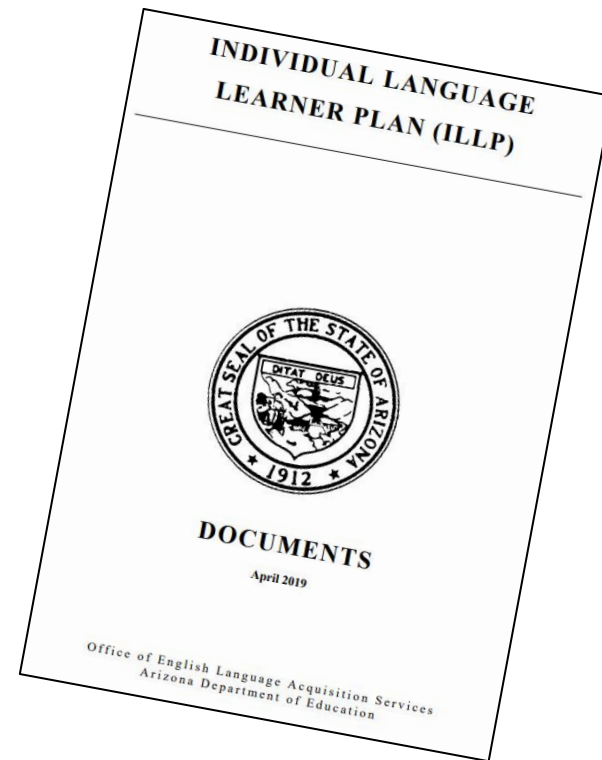 INDIVIDUAL LANGUAGE
LEARNER PLAN (ILLP)
GREAT SEAL OF THE STATE OF ARIZONA
DITAT DEUS
★ 1912 ★
DOCUMENTS
April 2019
Office of English Language Acquisition Services
Arizona Department of Education